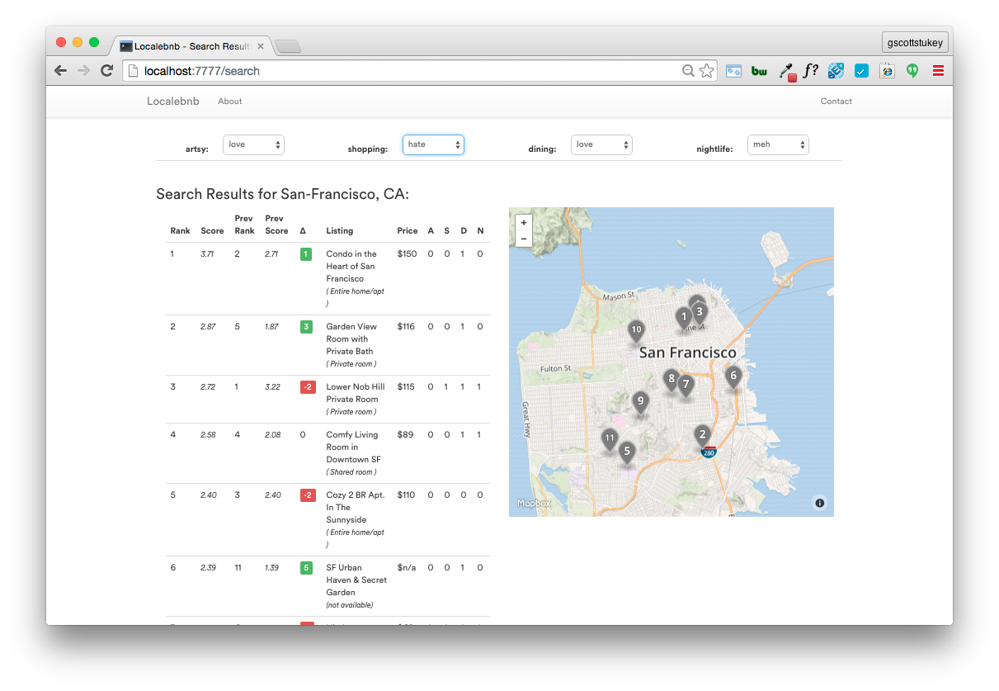 Localebnb - Search Result
gscottstukey
localhost:7777/search
bw
f?
Localebnb About Contact
artsy: love shopping: hate dining: love nightlife: meh
Search Results for San-Francisco, CA:
Rank Score Prev Rank Prev Score Δ Listing Price A S D N
1 3.71 2 2.71 1 Condo in the $150 0 0 1 0
Heart of San
Francisco
( Entire home/apt
)
2 2.87 5 1.87 3 Garden View $116 0 0 1 0
Room with
Private Bath
( Private room )
3 2.72 1 3.22 -2 Lower Nob Hill $115 0 1 1 1
Private Room
( Private room )
4 2.58 4 2.08 0 Comfy Living $89 0 0 1 1
Room in
Downtown SF
( Shared room )
5 2.40 3 2.40 -2 Cozy 2 BR Apt. $110 0 0 0 0
In The
Sunnyside
( Entire home/apt
)
6 2.39 11 1.39 5 SF Urban $n/a 0 0 1 0
Haven & Secret
Garden
(not available)
+
−
Mason St
1 3
10
San Francisco
Fulton St
8 7 6
9
Great Hwy
11 5 2
280
Mapbox